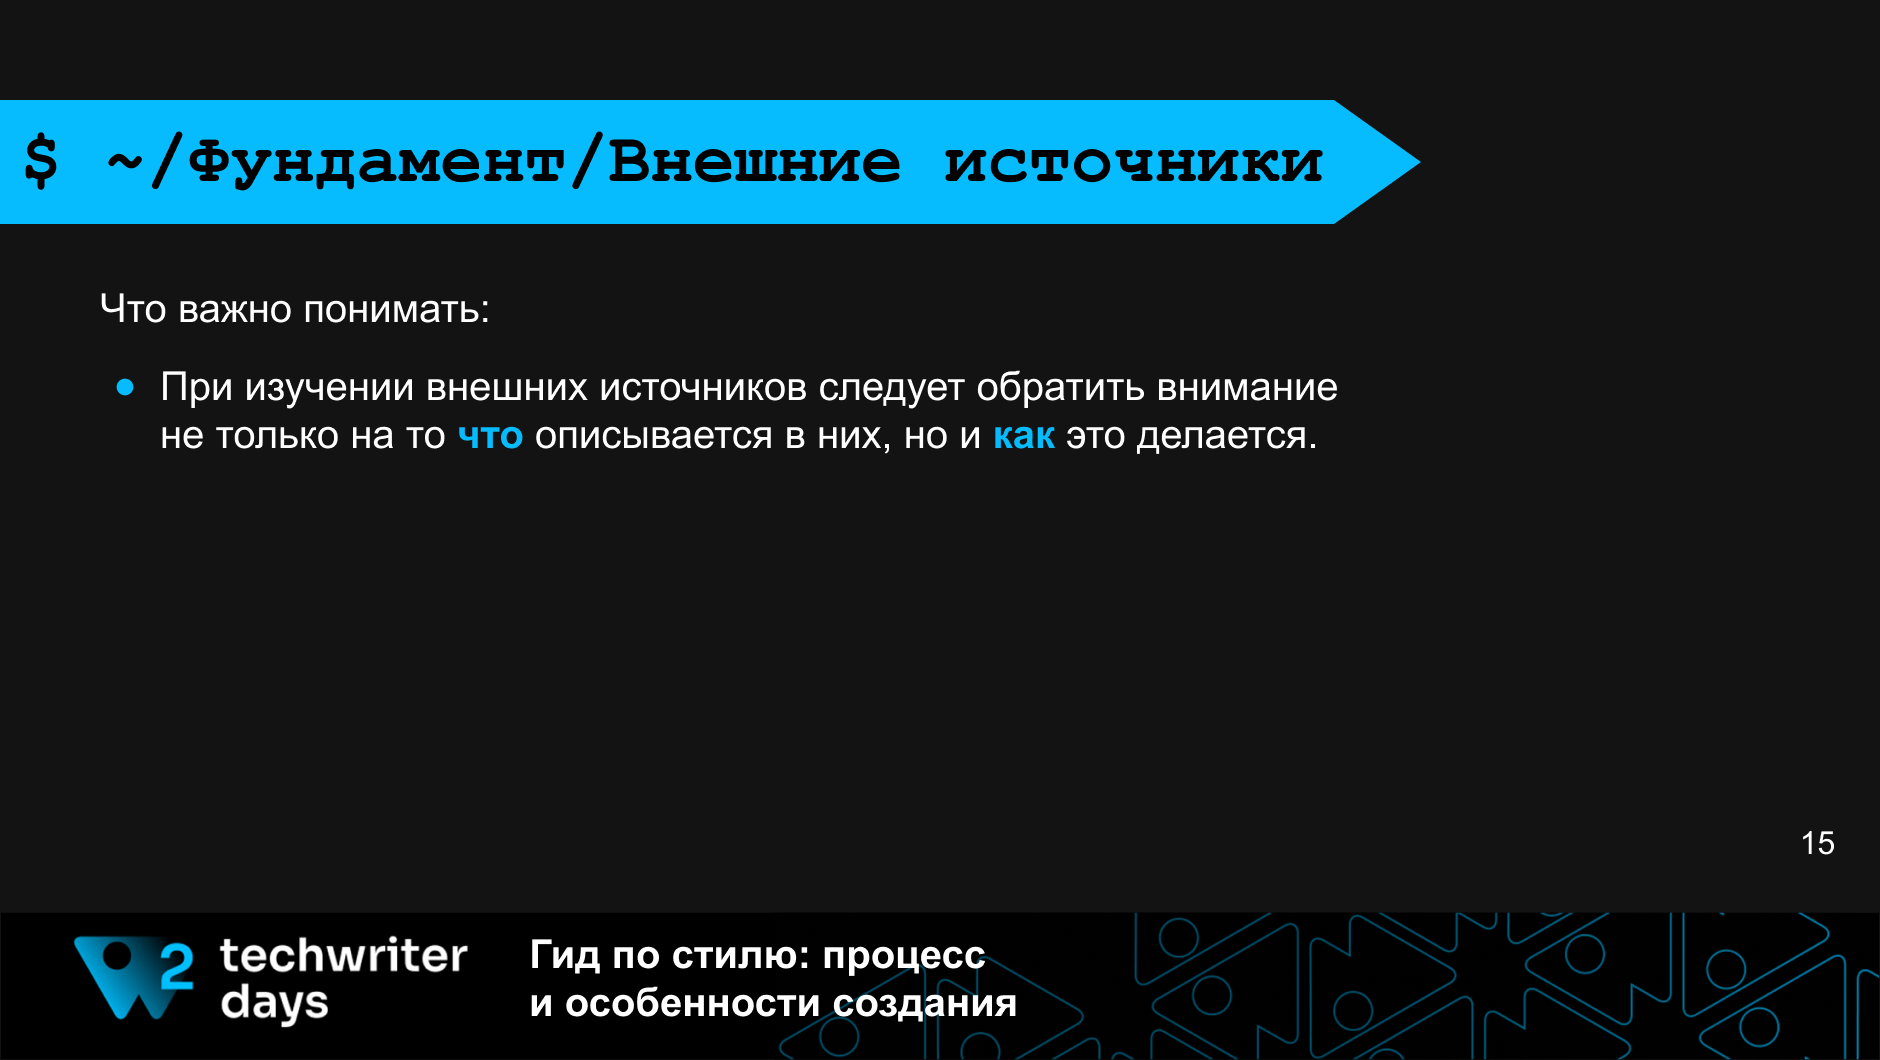 $ ~/Фундамент/Внешние источники
Что важно понимать:
● При изучении внешних источников следует обратить внимание
не только на то что описывается в них, но и как это делается.
15
2 techwriter
days
Гид по стилю: процесс
и особенности создания